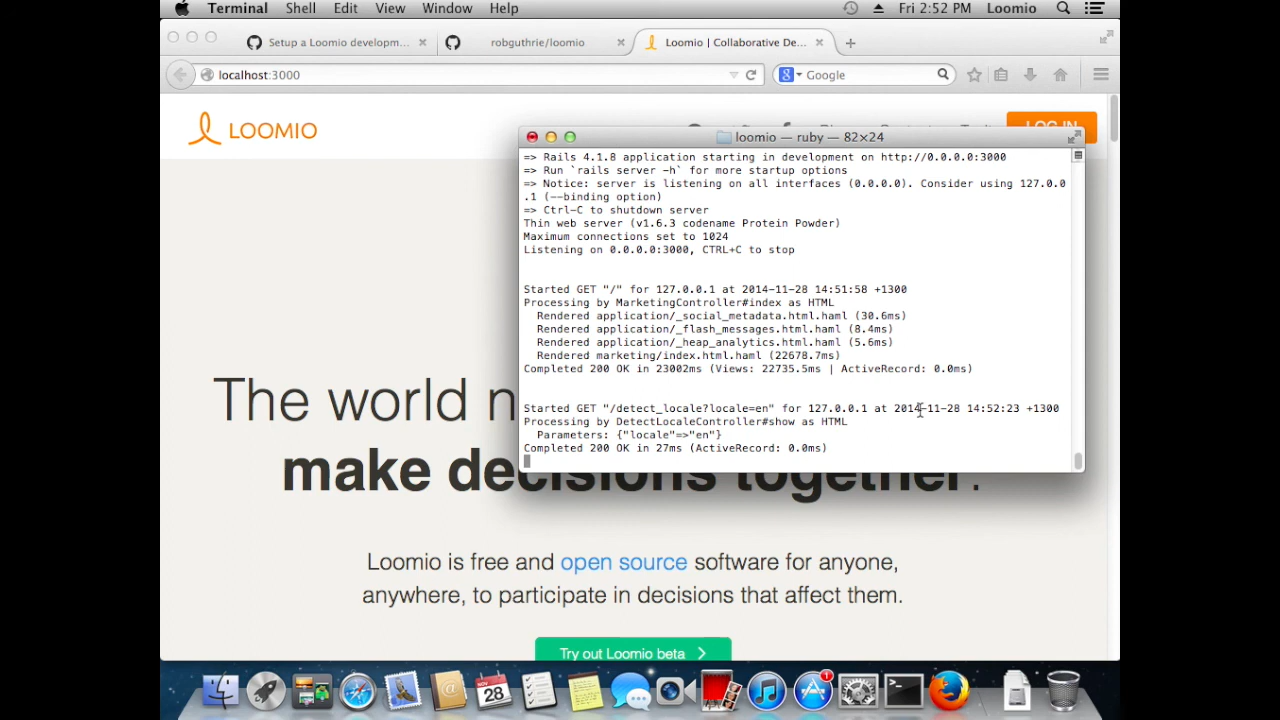 Terminal Shell Edit View Window Help Fri 2:52 PM Loomio
Setup a Loomio developm... robguthrie/loomio Loomio | Collaborative De...
localhost:3000 Google
LOOMIO
LOG IN
loomio — ruby — 82×24
=> Rails 4.1.8 application starting in development on http://0.0.0.0:3000
=> Run `rails server -h` for more startup options
=> Notice: server is listening on all interfaces (0.0.0.0). Consider using 127.0.0
.1 (--binding option)
=> Ctrl-C to shutdown server
Thin web server (v1.6.3 codename Protein Powder)
Maximum connections set to 1024
Listening on 0.0.0.0:3000, CTRL+C to stop
Started GET "/" for 127.0.0.1 at 2014-11-28 14:51:58 +1300
Processing by MarketingController#index as HTML
Rendered application/_social_metadata.html.haml (30.6ms)
Rendered application/_flash_messages.html.haml (8.4ms)
Rendered application/_heap_analytics.html.haml (5.6ms)
Rendered marketing/index.html.haml (22678.7ms)
Completed 200 OK in 23002ms (Views: 22735.5ms | ActiveRecord: 0.0ms)
Started GET "/detect_locale?locale=en" for 127.0.0.1 at 2014-11-28 14:52:23 +1300
Processing by DetectLocaleController#show as HTML
Parameters: {"locale"=>"en"}
Completed 200 OK in 27ms (ActiveRecord: 0.0ms)
The world n
make decisions together.
Loomio is free and open source software for anyone,
anywhere, to participate in decisions that affect them.
Try out Loomio beta
NOV
28
1